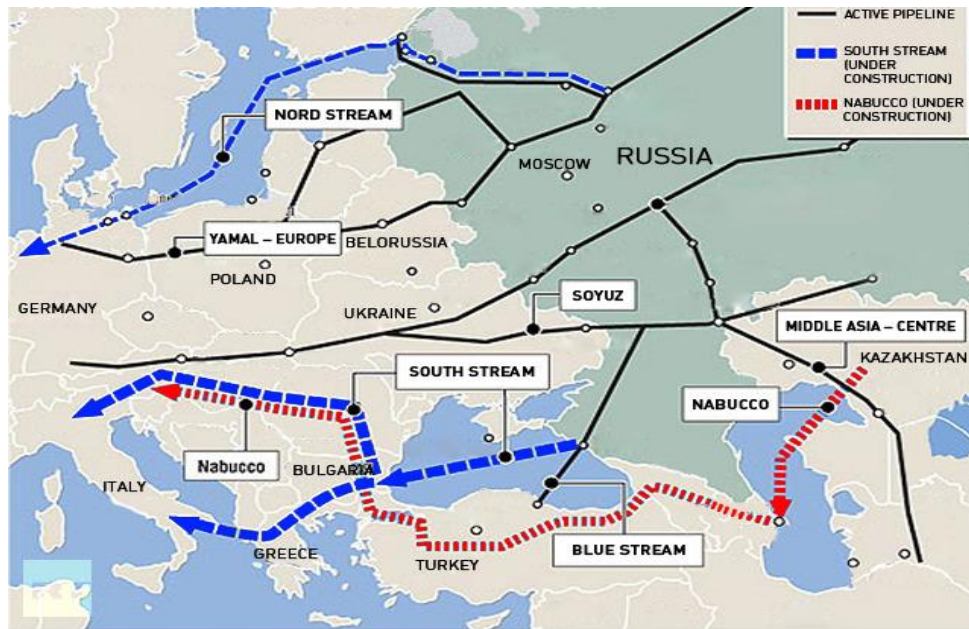 ACTIVE PIPELINE
SOUTH STREAM
(UNDER
CONSTRUCTION)
NABUCCO (UNDER
CONSTRUCTION)
NORD STREAM
MOSCOW
RUSSIA
YAMAL – EUROPE
BELORUSSIA
POLAND
GERMANY
UKRAINE
SOYUZ
MIDDLE ASIA – CENTRE
KAZAKHSTAN
SOUTH STREAM
NABUCCO
Nabucco
BULGARIA
ITALY
GREECE
TURKEY
BLUE STREAM